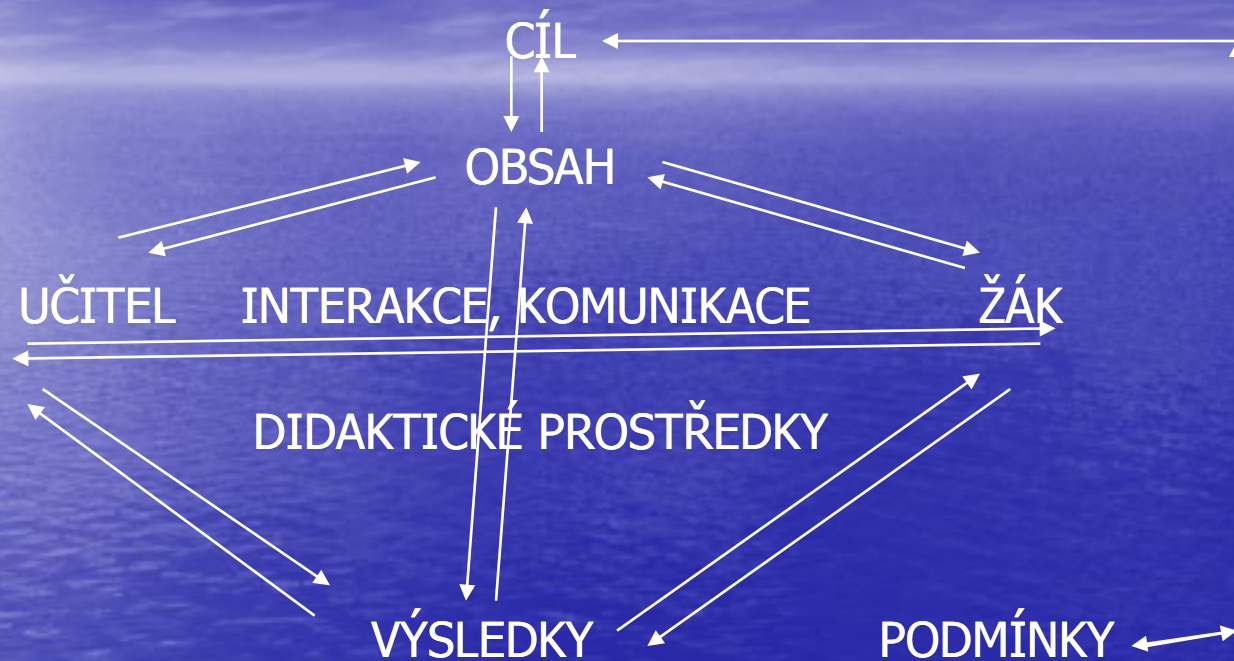 CÍL
OBSAH
UČITEL INTERAKCE, KOMUNIKACE ŽÁK
DIDAKTICKÉ PROSTŘEDKY
VÝSLEDKY PODMÍNKY